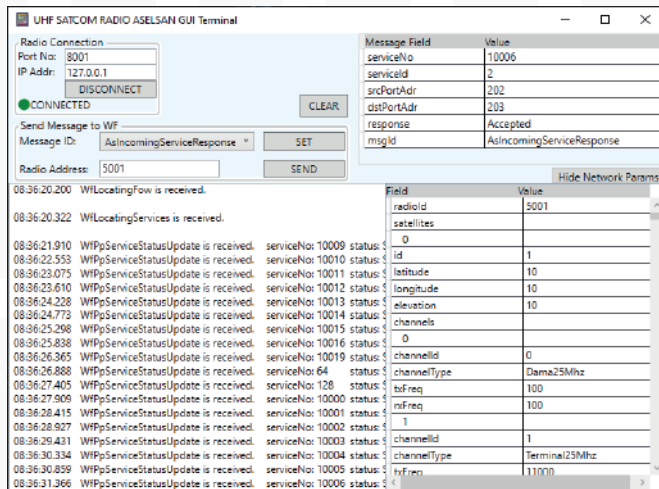 UHF SATCOM RADIO ASELSAN GUI Terminal
Radio Connection
Port No: 8001
IP Addr: 127.0.0.1
DISCONNECT
CONNECTED
CLEAR
Send Message to WF
Message ID: AsIncomingServiceResponse
SET
Radio Address: 5001
SEND
Message Field Value
serviceNo 10006
serviceId 2
srcPortAdr 202
dstPortAdr 203
response Accepted
msgId AsIncomingServiceResponse
Hide Network Params
08:36:20.200 WfLocatingFow is received.
08:36:20.322 WfLocatingServices is received.
08:36:21.910 WfPpServiceStatusUpdate is received. serviceNo: 10009 status: S
08:36:22.553 WfPpServiceStatusUpdate is received. serviceNo: 10010 status: S
08:36:23.075 WfPpServiceStatusUpdate is received. serviceNo: 10011 status: S
08:36:23.610 WfPpServiceStatusUpdate is received. serviceNo: 10012 status: S
08:36:24.228 WfPpServiceStatusUpdate is received. serviceNo: 10013 status: S
08:36:24.773 WfPpServiceStatusUpdate is received. serviceNo: 10014 status: S
08:36:25.298 WfPpServiceStatusUpdate is received. serviceNo: 10015 status: S
08:36:25.838 WfPpServiceStatusUpdate is received. serviceNo: 10016 status: S
08:36:26.365 WfPpServiceStatusUpdate is received. serviceNo: 10019 status: S
08:36:26.888 WfPpServiceStatusUpdate is received. serviceNo: 64 status: S
08:36:27.405 WfPpServiceStatusUpdate is received. serviceNo: 128 status: S
08:36:27.909 WfPpServiceStatusUpdate is received. serviceNo: 10000 status: S
08:36:28.415 WfPpServiceStatusUpdate is received. serviceNo: 10001 status: S
08:36:28.927 WfPpServiceStatusUpdate is received. serviceNo: 10002 status: S
08:36:29.431 WfPpServiceStatusUpdate is received. serviceNo: 10003 status: S
08:36:30.334 WfPpServiceStatusUpdate is received. serviceNo: 10004 status: S
08:36:30.859 WfPpServiceStatusUpdate is received. serviceNo: 10005 status: S
08:36:31.366 WfPpServiceStatusUpdate is received. serviceNo: 10006 status: S
Field Value
radioId 5001
satellites
0
id 1
latitude 10
longitude 10
elevation 10
channels
0
channelId 0
channelType Dama25Mhz
txFreq 100
rxFreq 100
1
channelId 1
channelType Terminal25Mhz
txFreq 11000